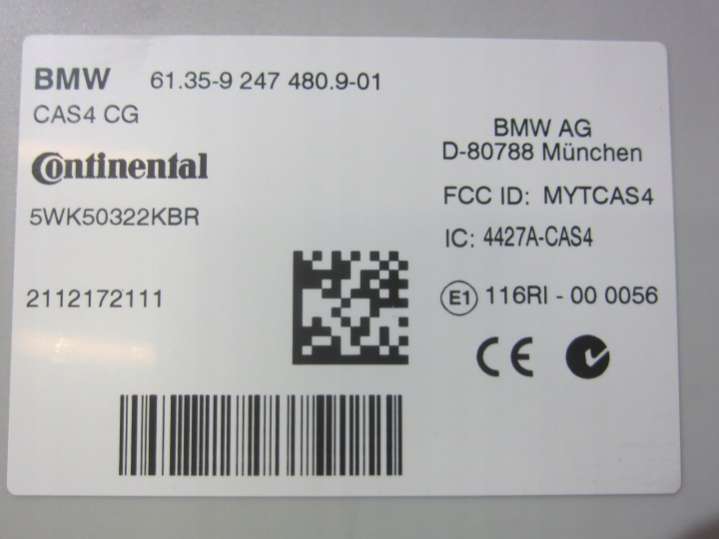 BMW 61.35-9 247 480.9-01
CAS4 CG
Continental
5WK50322KBR
2112172111
BMW AG
D-80788 München
FCC ID: MYTCAS4
IC: 4427A-CAS4
E1 116RI - 00 0056
CE